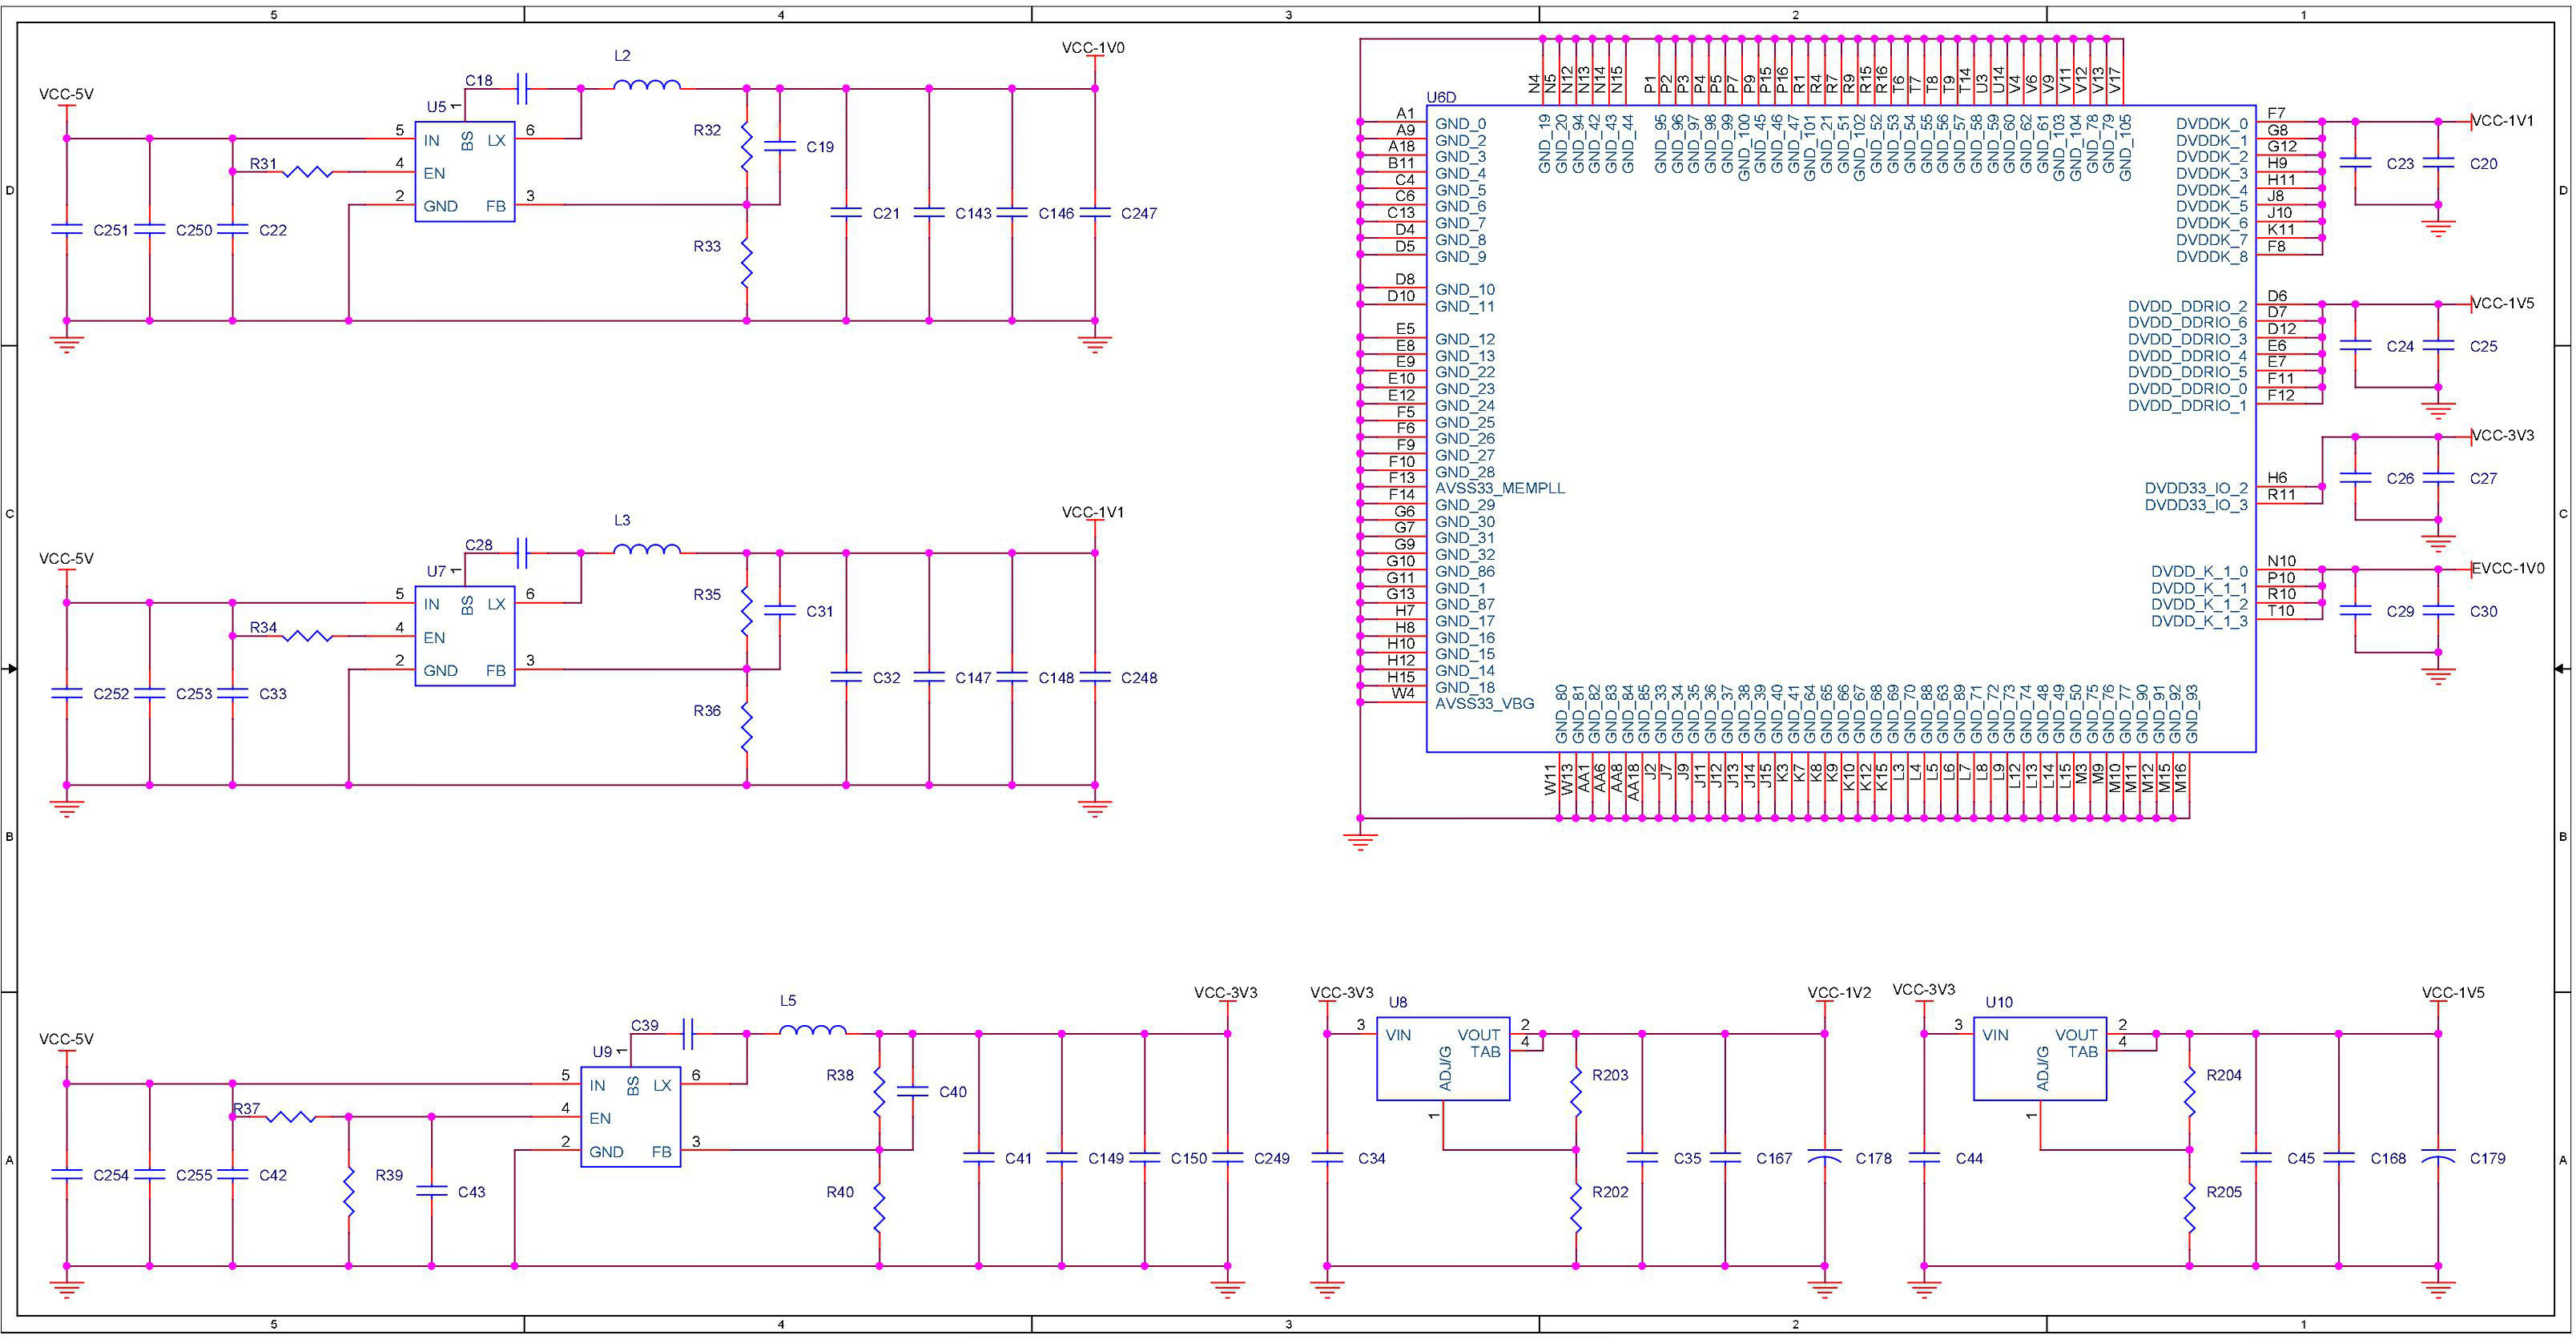 5 4 3 2 1
D
C
B
A
VCC-5V
C251
C250
C22
R31
U5
C18
1
BS
5 IN
4 EN
2 GND
LX 6
FB 3
L2
R32
C19
R33
C21
C143
C146
C247
VCC-1V0
VCC-5V
C252
C253
C33
R34
U7
C28
1
BS
5 IN
4 EN
2 GND
LX 6
FB 3
L3
R35
C31
R36
C32
C147
C148
C248
VCC-1V1
VCC-5V
C254
C255
C42
R37
R39
C43
U9
C39
1
BS
5 IN
4 EN
2 GND
LX 6
FB 3
L5
R38
C40
R40
C41
C149
C150
C249
VCC-3V3
VCC-3V3
C34
U8
3 VIN
VOUT 2
TAB 4
ADJ/G
1
R203
R202
C35
C167
C178
VCC-1V2
VCC-3V3
C44
U10
3 VIN
VOUT 2
TAB 4
ADJ/G
1
R204
R205
C45
C168
C179
VCC-1V5
U6D
N4 GND_19
N5 GND_20
N12 GND_94
N13 GND_42
N14 GND_43
N15 GND_44
P1 GND_95
P2 GND_96
P3 GND_97
P4 GND_98
P5 GND_99
P7 GND_100
P9 GND_45
P15 GND_46
P16 GND_47
R1 GND_101
R4 GND_21
R7 GND_51
R9 GND_102
R15 GND_52
R16 GND_53
T6 GND_54
T7 GND_55
T8 GND_56
T9 GND_57
T14 GND_58
U3 GND_59
U14 GND_60
V4 GND_62
V6 GND_61
V9 GND_103
V11 GND_104
V12 GND_78
V13 GND_79
V17 GND_105
A1 GND_0
A9 GND_2
A18 GND_3
B11 GND_4
C4 GND_5
C6 GND_6
C13 GND_7
D4 GND_8
D5 GND_9
D8 GND_10
D10 GND_11
E5 GND_12
E8 GND_13
E9 GND_22
E10 GND_23
E12 GND_24
F5 GND_25
F6 GND_26
F9 GND_27
F10 GND_28
F13 AVSS33_MEMPLL
F14 GND_29
G6 GND_30
G7 GND_31
G9 GND_32
G10 GND_86
G11 GND_1
G13 GND_87
H7 GND_17
H8 GND_16
H10 GND_15
H12 GND_14
H15 GND_18
W4 AVSS33_VBG
GND_80 W11
GND_81 W13
GND_82 AA1
GND_83 AA6
GND_84 AA8
GND_85 AA18
GND_33 J2
GND_34 J7
GND_35 J9
GND_36 J11
GND_37 J12
GND_38 J13
GND_39 J14
GND_40 J15
GND_41 K3
GND_64 K7
GND_65 K8
GND_66 K9
GND_67 K10
GND_68 K12
GND_69 K15
GND_70 L3
GND_88 L4
GND_63 L5
GND_89 L6
GND_71 L7
GND_72 L8
GND_73 L9
GND_74 L12
GND_48 L13
GND_49 L14
GND_50 L15
GND_75 M3
GND_76 M9
GND_77 M10
GND_90 M11
GND_91 M12
GND_92 M15
GND_93 M16
DVDDK_0 F7
DVDDK_1 G8
DVDDK_2 G12
DVDDK_3 H9
DVDDK_4 H11
DVDDK_5 J8
DVDDK_6 J10
DVDDK_7 K11
DVDDK_8 F8
VCC-1V1
C23
C20
DVDD_DDRIO_2 D6
DVDD_DDRIO_6 D7
DVDD_DDRIO_3 D12
DVDD_DDRIO_4 E6
DVDD_DDRIO_5 E7
DVDD_DDRIO_0 F11
DVDD_DDRIO_1 F12
VCC-1V5
C24
C25
DVDD33_IO_2 H6
DVDD33_IO_3 R11
VCC-3V3
C26
C27
DVDD_K_1_0 N10
DVDD_K_1_1 P10
DVDD_K_1_2 R10
DVDD_K_1_3 T10
EVCC-1V0
C29
C30
D
C
B
A
5 4 3 2 1